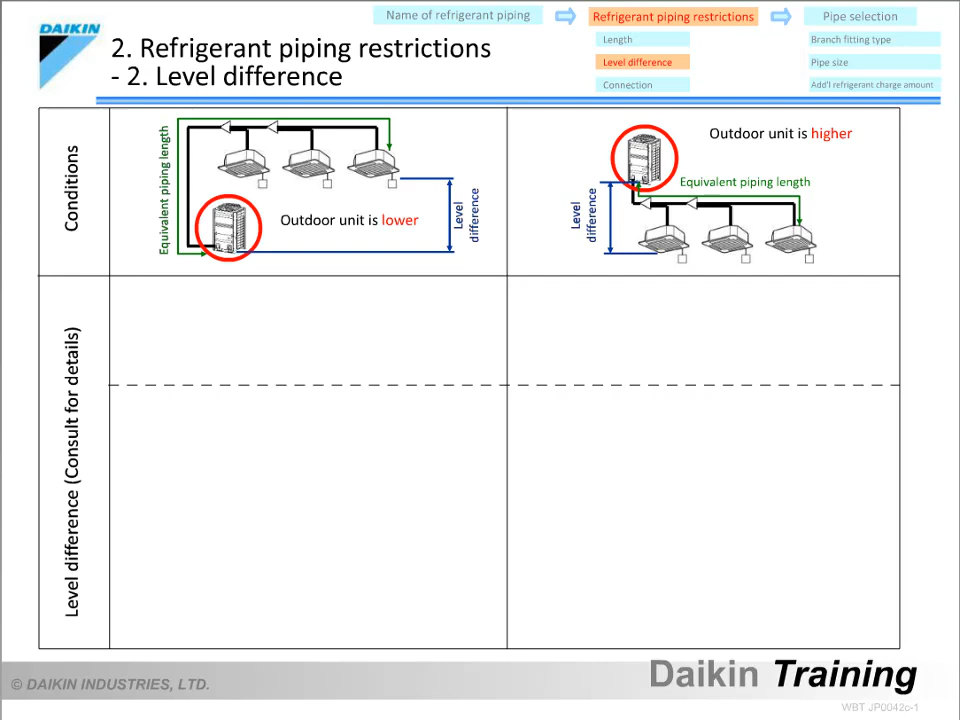 DAIKIN
2. Refrigerant piping restrictions
- 2. Level difference
Name of refrigerant piping
Refrigerant piping restrictions
Length
Level difference
Connection
Pipe selection
Branch fitting type
Pipe size
Add'l refrigerant charge amount
Conditions
Equivalent piping length
Outdoor unit is lower
Level
difference
Outdoor unit is higher
Equivalent piping length
Level
difference
Level difference (Consult for details)
© DAIKIN INDUSTRIES, LTD.
Daikin Training
WBT JP0042c-1